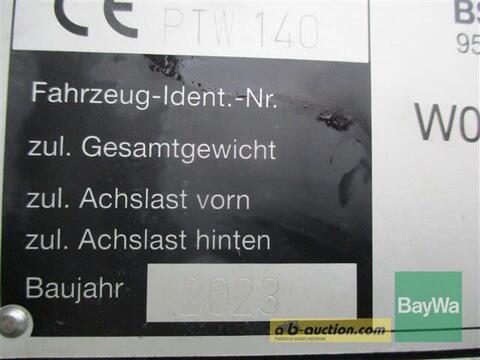 CE PTW 140
BS
95
Fahrzeug-Ident.-Nr.
W0
zul. Gesamtgewicht
zul. Achslast vorn
zul. Achslast hinten
Baujahr 2023
BayWa
ab-auction.com